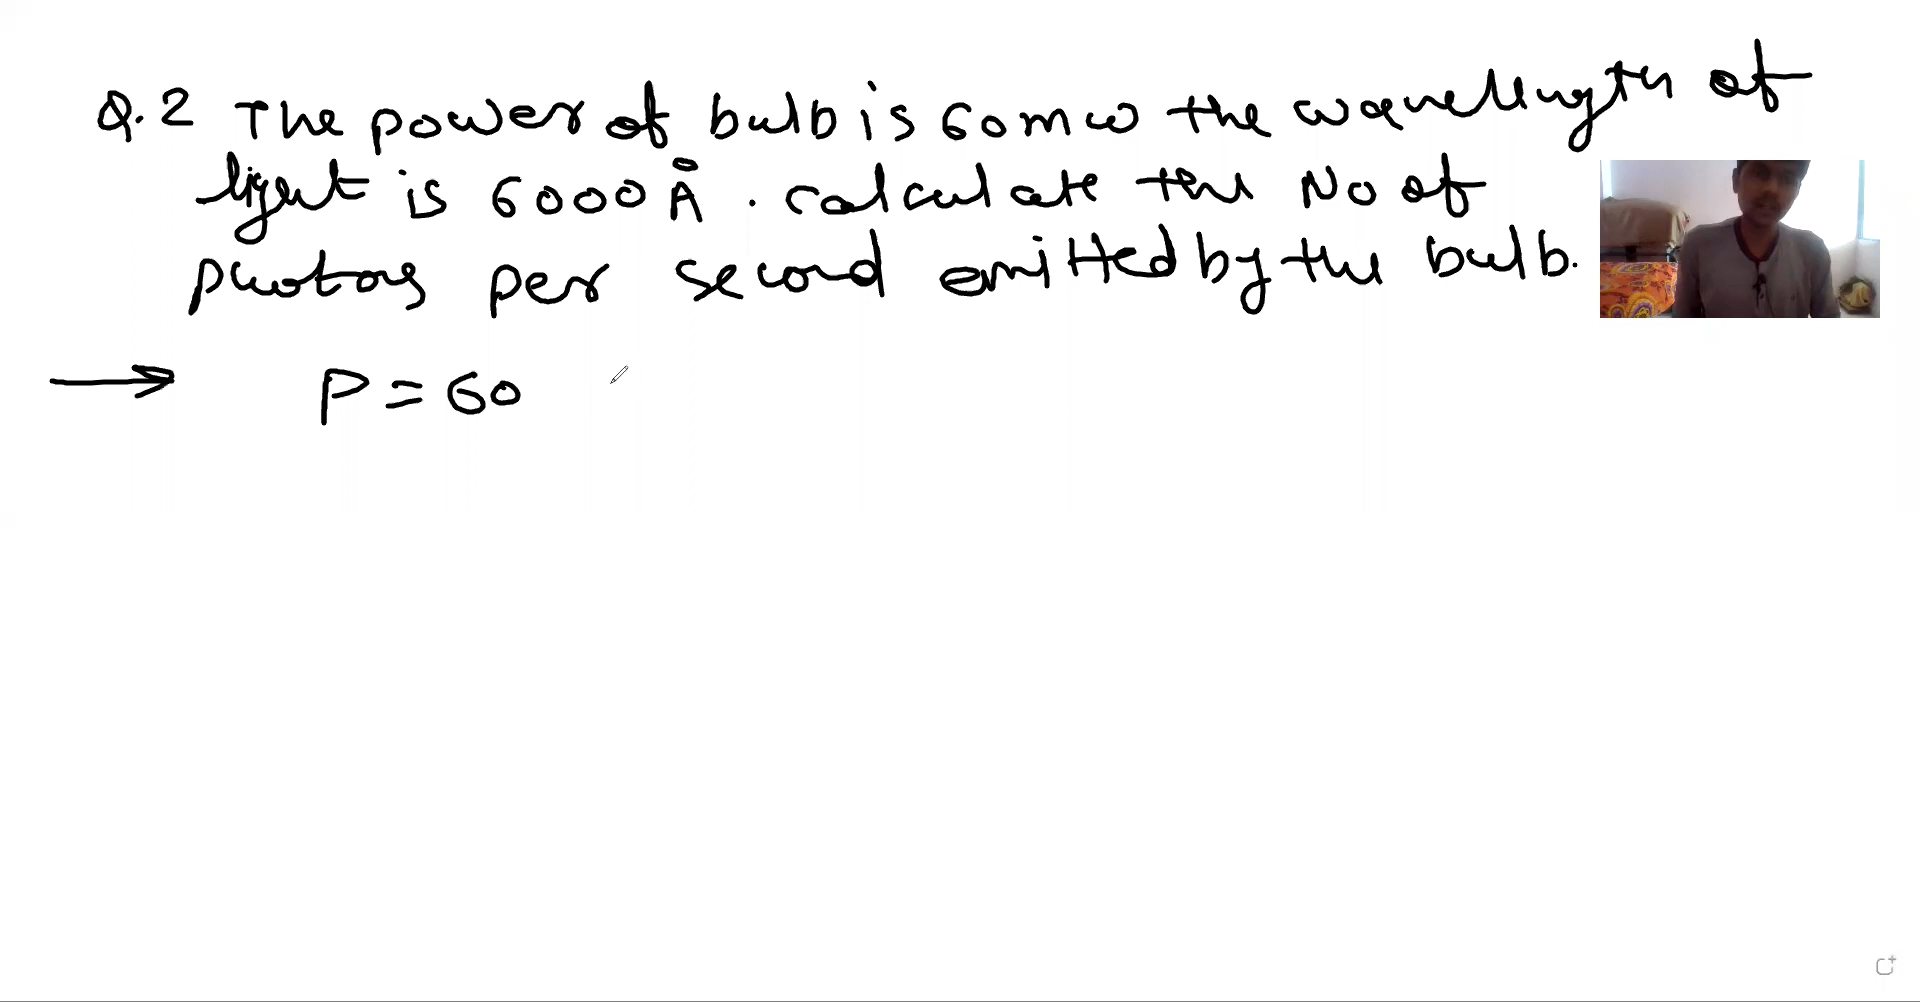 Q.2 The power of bulb is 60mw the wavelength of
light is 6000Å. calculate the No of
photons per second emitted by the bulb.
→ P = 60